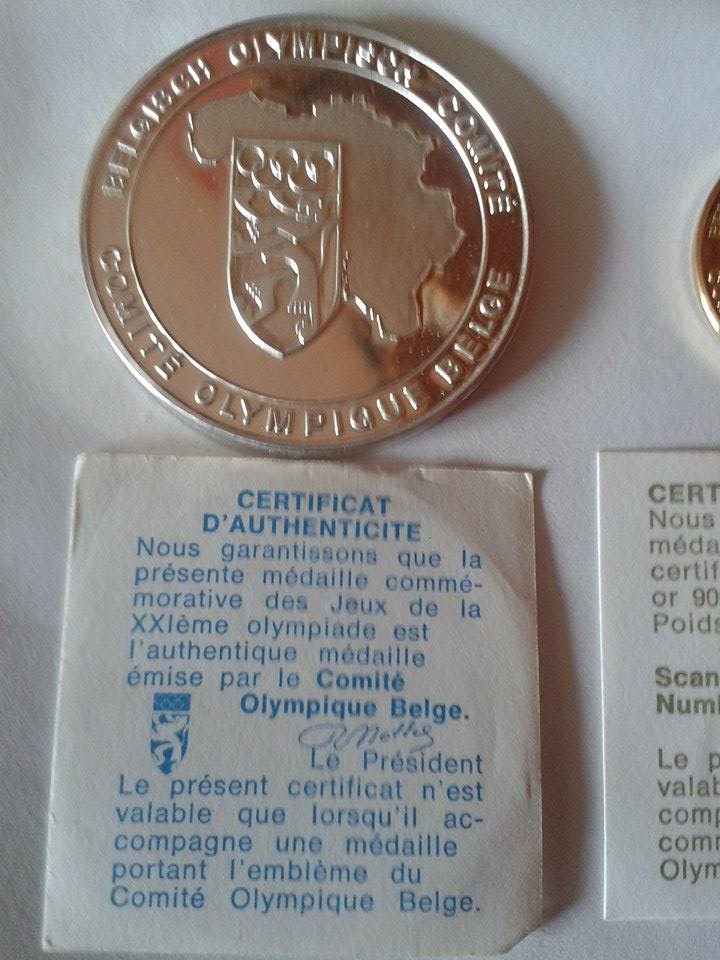 BELGISCH OLYMPISCH COMITÉ
COMITÉ OLYMPIQUE BELGE
CERTIFICAT
D'AUTHENTICITE
Nous garantissons que la
présente médaille commé-
morative des Jeux de la
XXIème olympiade est
l'authentique médaille
émise par le Comité
Olympique Belge.
Le Président
Le présent certificat n'est
valable que lorsqu'il ac-
compagne une médaille
portant l'emblème du
Comité Olympique Belge.
CERT
Nous
méda
certif
or 90
Poids
Scan
Numi
Le p
valab
comp
comm
Olym